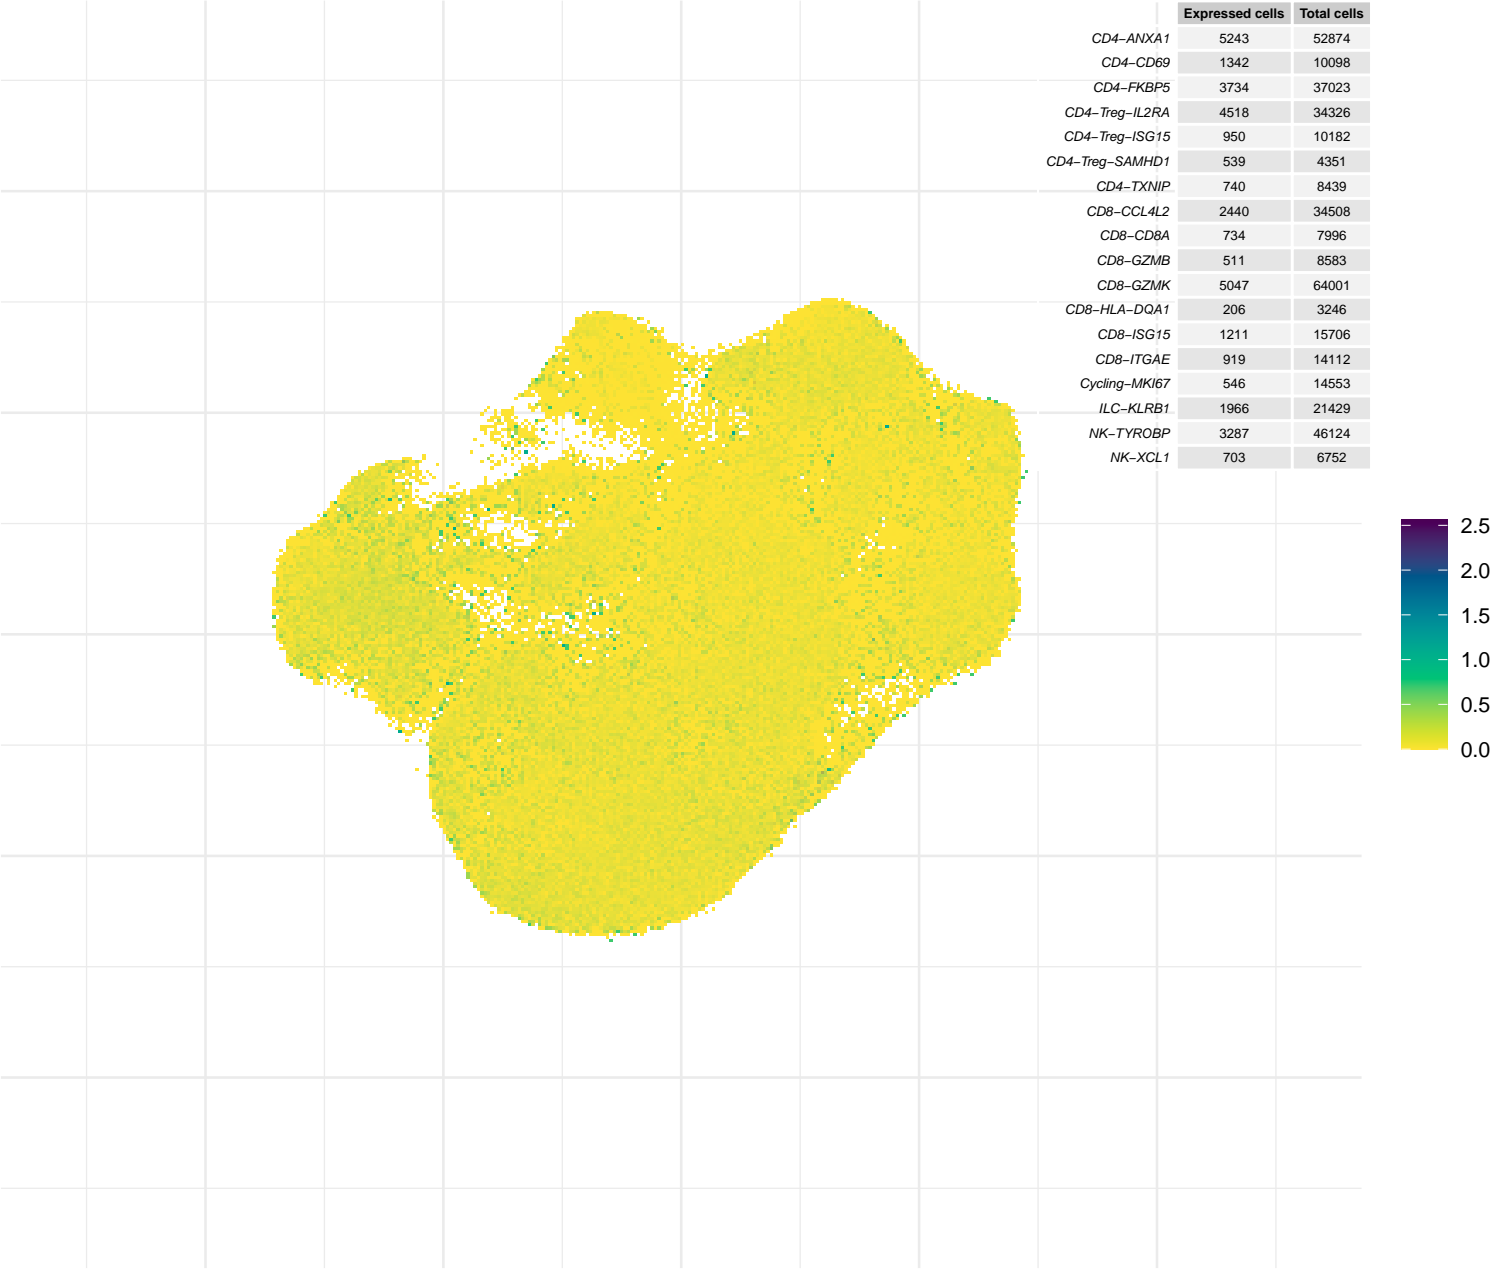 Expressed cells Total cells
CD4−ANXA1 5243 52874
CD4−CD69 1342 10098
CD4−FKBP5 3734 37023
CD4−Treg−IL2RA 4518 34326
CD4−Treg−ISG15 950 10182
CD4−Treg−SAMHD1 539 4351
CD4−TXNIP 740 8439
CD8−CCL4L2 2440 34508
CD8−CD8A 734 7996
CD8−GZMB 511 8583
CD8−GZMK 5047 64001
CD8−HLA−DQA1 206 3246
CD8−ISG15 1211 15706
CD8−ITGAE 919 14112
Cycling−MKI67 546 14553
ILC−KLRB1 1966 21429
NK−TYROBP 3287 46124
NK−XCL1 703 6752
2.5
2.0
1.5
1.0
0.5
0.0